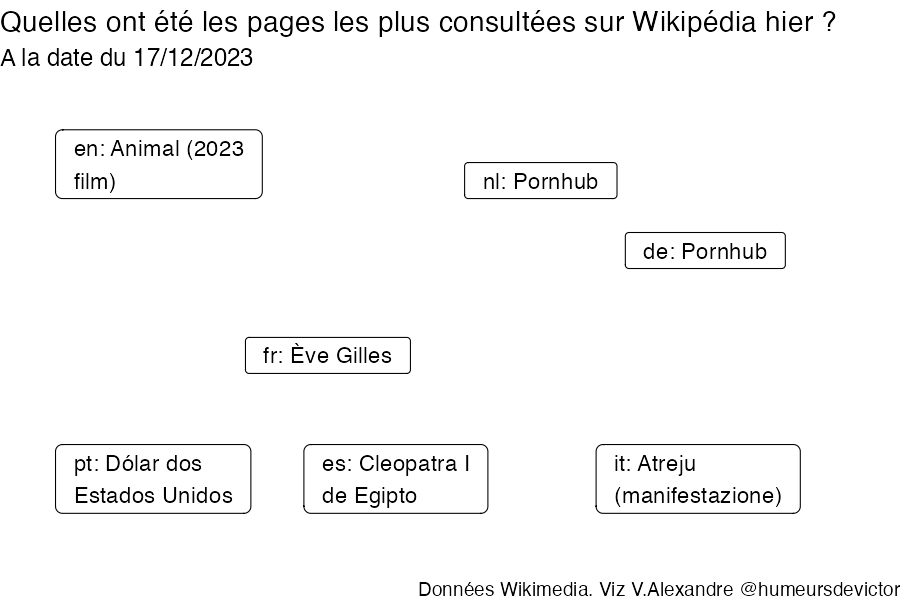 Quelles ont été les pages les plus consultées sur Wikipédia hier ?
A la date du 17/12/2023
en: Animal (2023
film)
nl: Pornhub
de: Pornhub
fr: Ève Gilles
pt: Dólar dos
Estados Unidos
es: Cleopatra I
de Egipto
it: Atreju
(manifestazione)
Données Wikimedia. Viz V.Alexandre @humeursdevictor